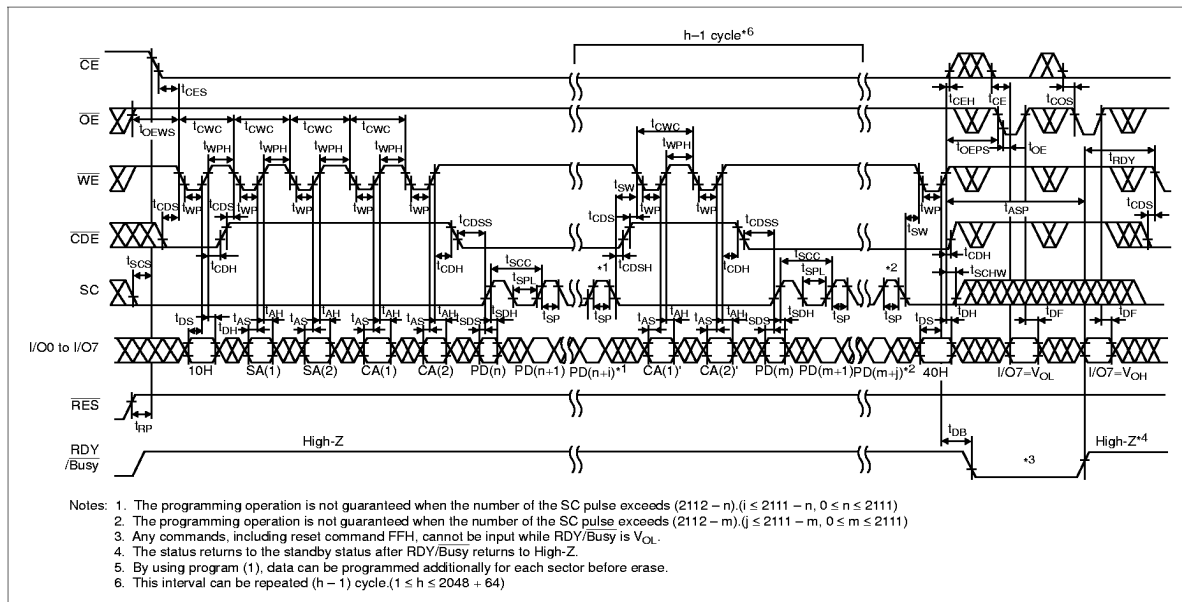 h–1 cycle*6
CE
tCES tCEH tCE tCOS
OE
tOEWS tCWC tCWC tCWC tCWC tCWC tOEPS tOE
tWPH tWPH tWPH tWPH tWPH tRDY
WE
tCDS tWP tCDS tWP tWP tWP tWP tSW tWP tWP tWP tASP tCDS
CDE
tCDH tCDSS tCDS tCDSH tCDSS tSW tCDH
tCDH tCDH
tSCS tSCC *1 tSCC *2 tSCHW
SC
tSPL tSPL
tDS tDH tAS tAH tAS tAH tAS tAH tAS tAH tSDS tSDH tSP tSP tAS tAH tAS tAH tSDS tSDH tSP tSP tDS tDH tDF tDF
I/O0 to I/O7
10H SA(1) SA(2) CA(1) CA(2) PD(n) PD(n+1) PD(n+i)*1 CA(1)' CA(2)' PD(m) PD(m+1) PD(m+j)*2 40H I/O7=VOL I/O7=VOH
RES
tRP
RDY
/Busy
High-Z tDB *3 High-Z*4
Notes: 1. The programming operation is not guaranteed when the number of the SC pulse exceeds (2112 – n).(i ≤ 2111 – n, 0 ≤ n ≤ 2111)
2. The programming operation is not guaranteed when the number of the SC pulse exceeds (2112 – m).(j ≤ 2111 – m, 0 ≤ m ≤ 2111)
3. Any commands, including reset command FFH, cannot be input while RDY/Busy is VOL.
4. The status returns to the standby status after RDY/Busy returns to High-Z.
5. By using program (1), data can be programmed additionally for each sector before erase.
6. This interval can be repeated (h – 1) cycle.(1 ≤ h ≤ 2048 + 64)